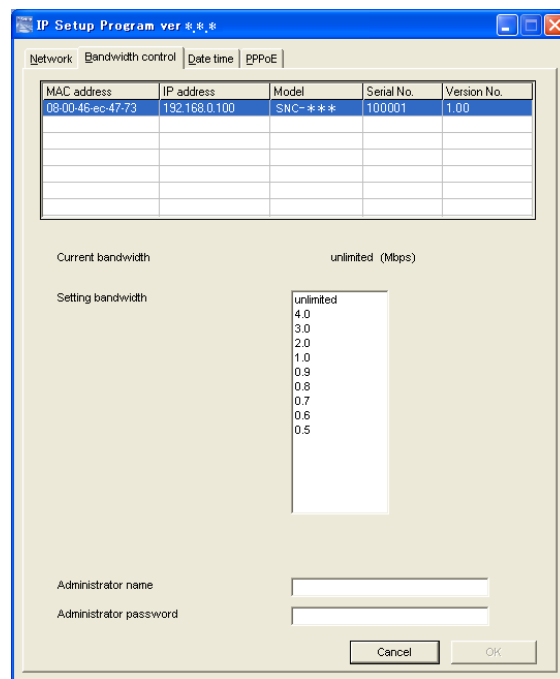 IP Setup Program ver *.*.*
Network Bandwidth control Date time PPPoE
MAC address IP address Model Serial No. Version No.
08-00-46-ec-47-73 192.168.0.100 SNC-*** 100001 1.00
Current bandwidth unlimited (Mbps)
Setting bandwidth
unlimited
4.0
3.0
2.0
1.0
0.9
0.8
0.7
0.6
0.5
Administrator name
Administrator password
Cancel OK